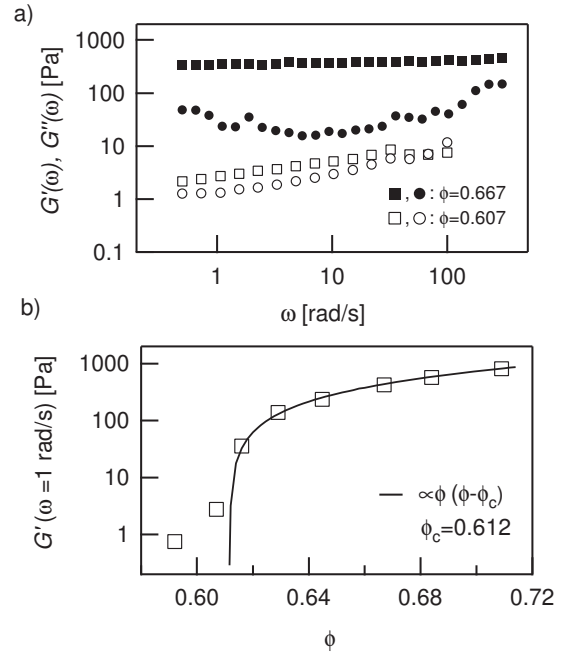 a)
1000
100
10
1
0.1
G'(ω), G''(ω) [Pa]
■, ●: ϕ=0.667
□, ○: ϕ=0.607
1 10 100
ω [rad/s]
b)
1000
100
10
1
G' (ω =1 rad/s) [Pa]
— ∝ϕ (ϕ-ϕc)
ϕc=0.612
0.60 0.64 0.68 0.72
ϕ